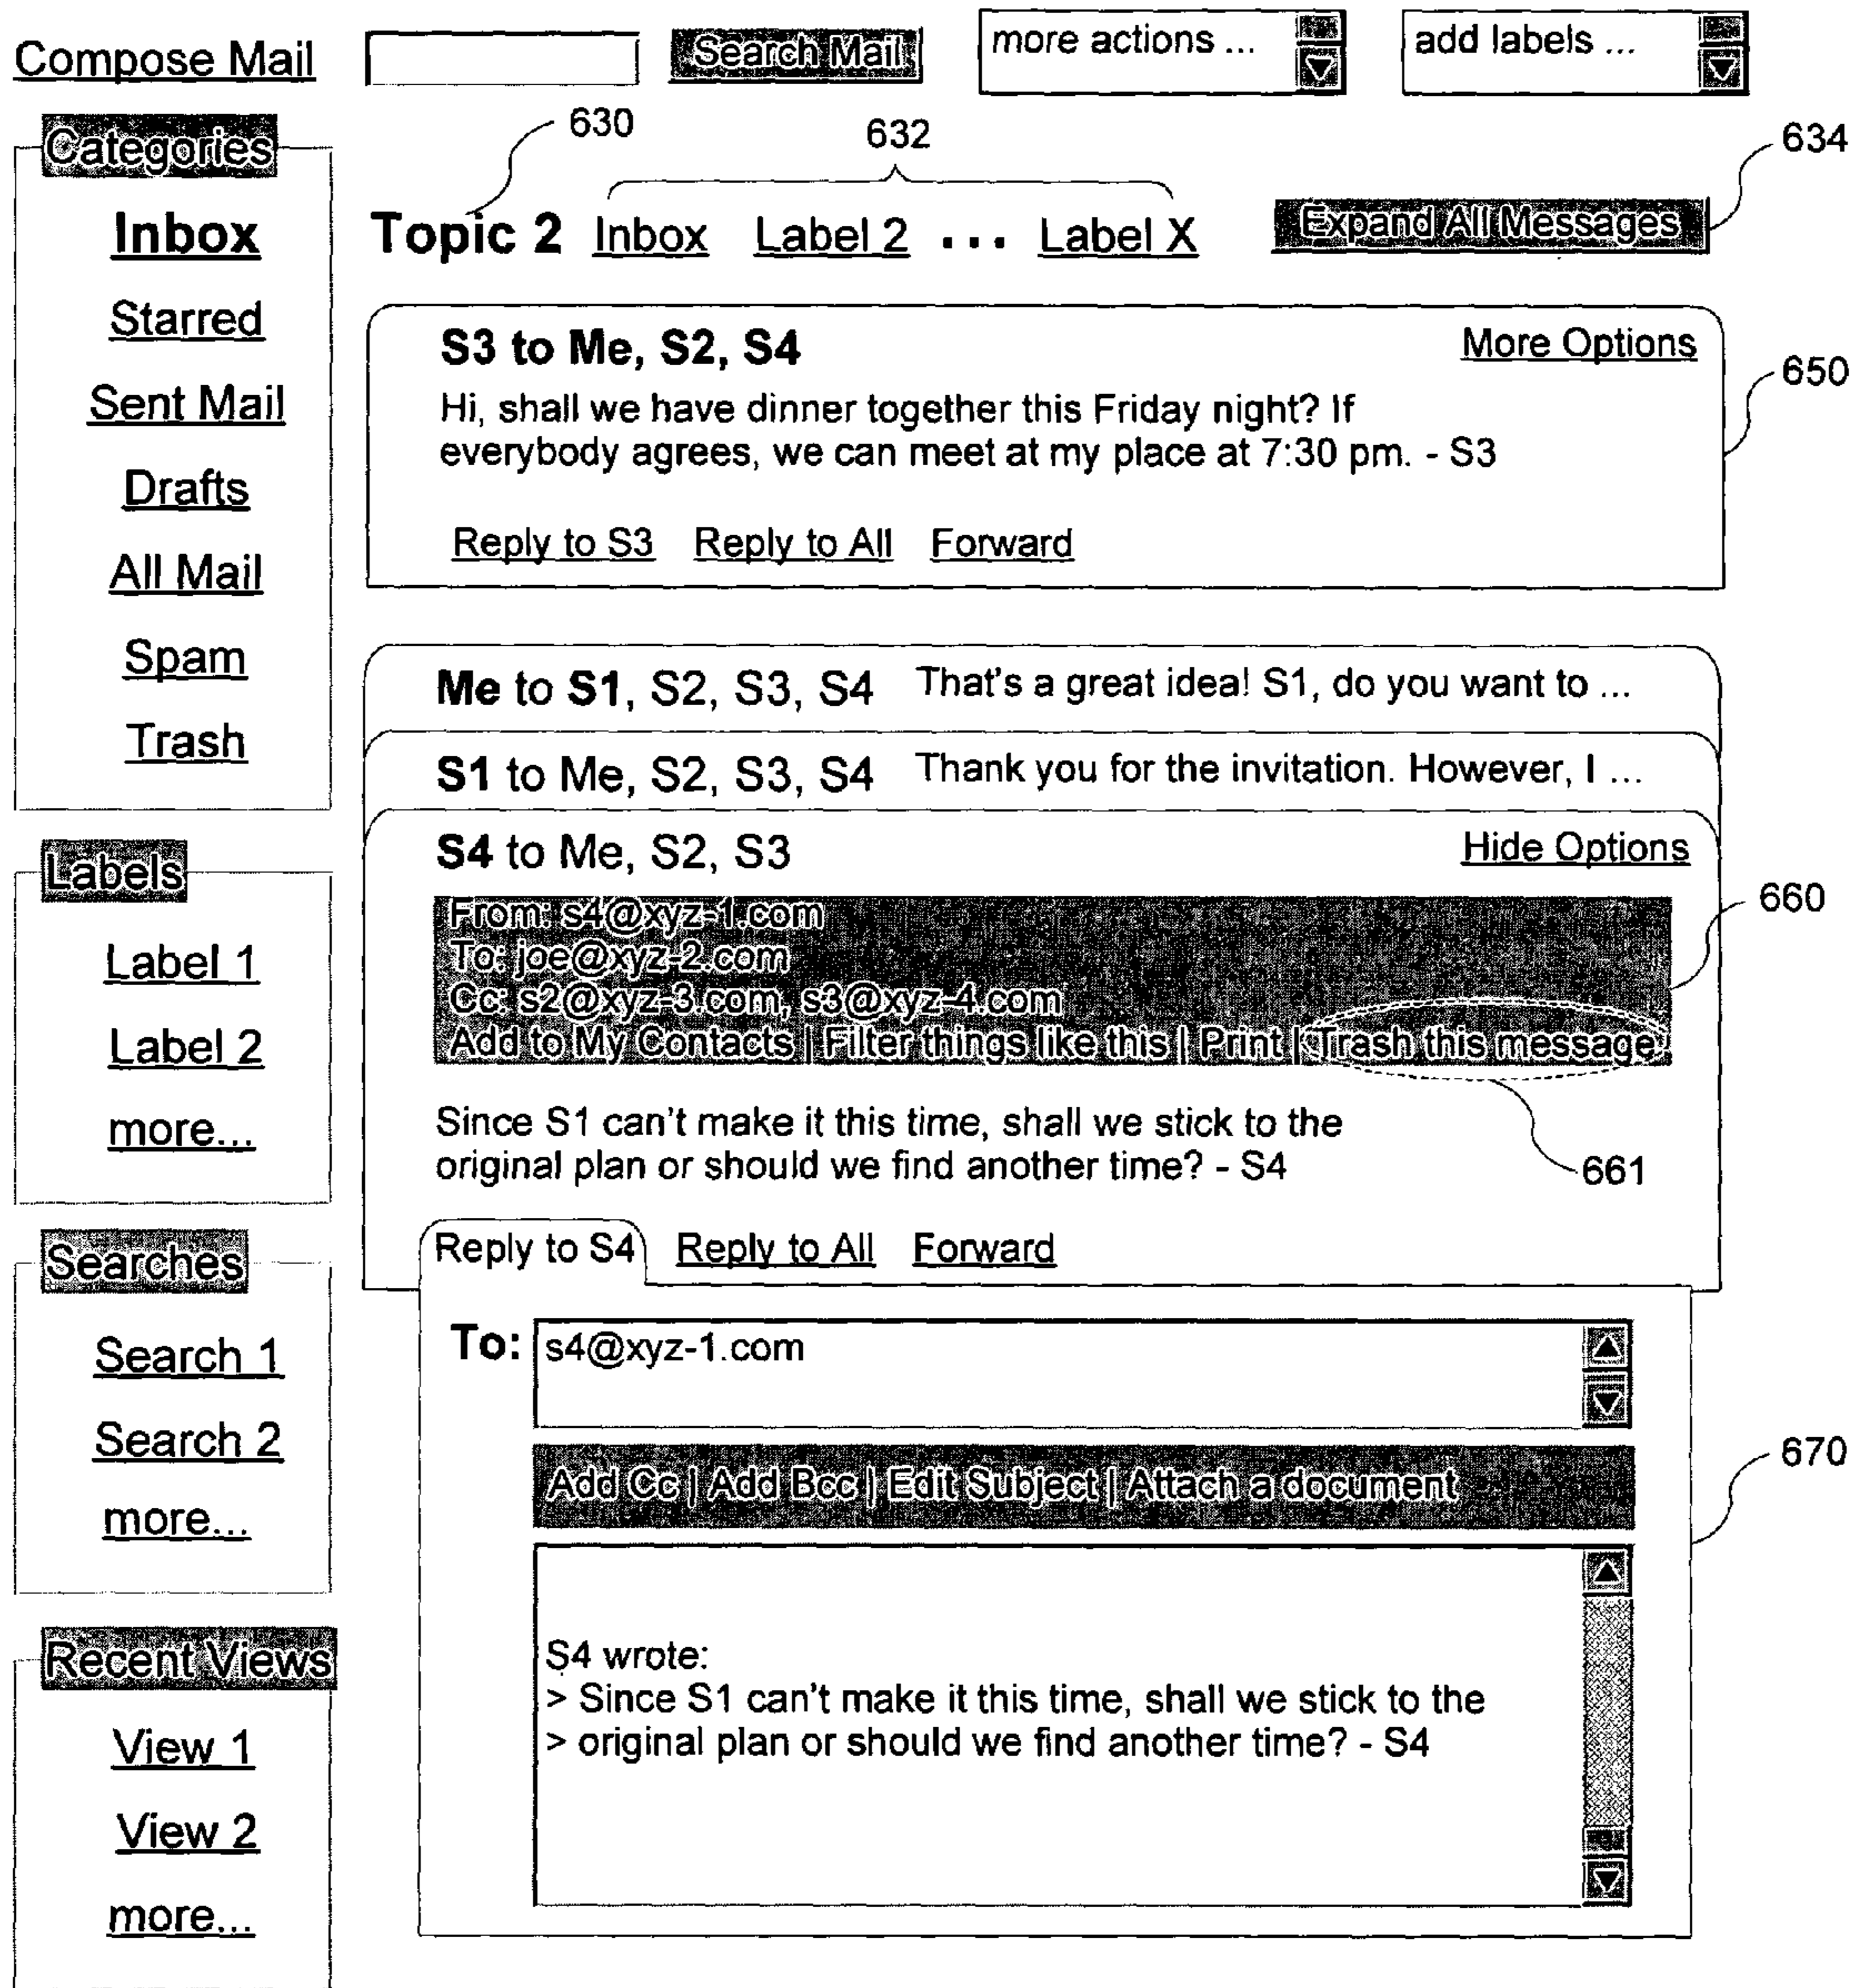 Compose Mail
Search Mail
more actions ...
add labels ...
Categories
Inbox
Starred
Sent Mail
Drafts
All Mail
Spam
Trash
Labels
Label 1
Label 2
more...
Searches
Search 1
Search 2
more...
Recent Views
View 1
View 2
more...
630
632
634
Topic 2 Inbox Label 2 ... Label X Expand All Messages
S3 to Me, S2, S4 More Options
650
Hi, shall we have dinner together this Friday night? If
everybody agrees, we can meet at my place at 7:30 pm. - S3
Reply to S3 Reply to All Forward
Me to S1, S2, S3, S4 That's a great idea! S1, do you want to ...
S1 to Me, S2, S3, S4 Thank you for the invitation. However, I ...
S4 to Me, S2, S3 Hide Options
660
From: s4@xyz-1.com
To: joe@xyz-2.com
Cc: s2@xyz-3.com, s3@xyz-4.com
Add to My Contacts | Filter things like this | Print | Trash this message
Since S1 can't make it this time, shall we stick to the
original plan or should we find another time? - S4
661
Reply to S4 Reply to All Forward
To: s4@xyz-1.com
Add Cc | Add Bcc | Edit Subject | Attach a document
670
S4 wrote:
> Since S1 can't make it this time, shall we stick to the
> original plan or should we find another time? - S4